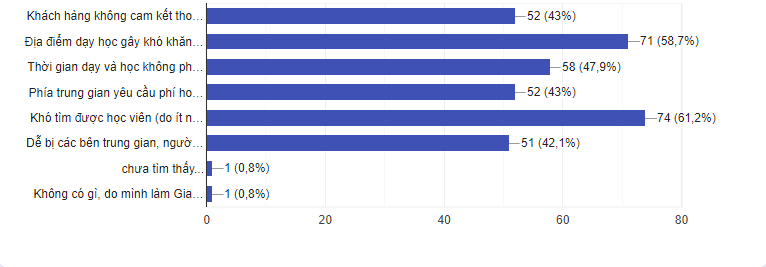 Khách hàng không cam kết tho… 52 (43%)
Địa điểm dạy học gây khó khăn… 71 (58,7%)
Thời gian dạy và học không ph… 58 (47,9%)
Phía trung gian yêu cầu phí ho… 52 (43%)
Khó tìm được học viên (do ít n… 74 (61,2%)
Dễ bị các bên trung gian, ngườ… 51 (42,1%)
chưa tìm thấy... 1 (0,8%)
Không có gì, do mình làm Gia… 1 (0,8%)
0 20 40 60 80